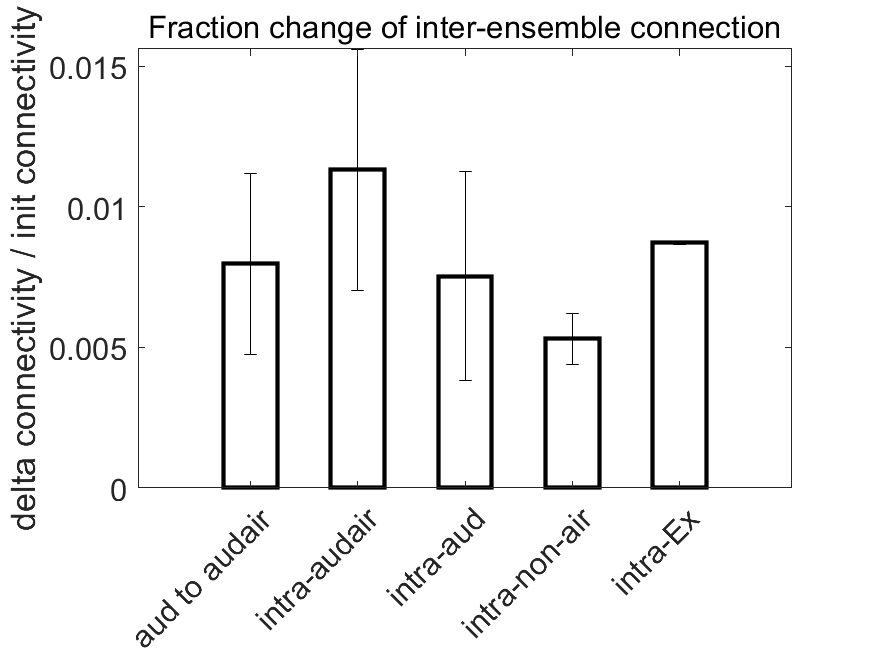 Fraction change of inter-ensemble connection
delta connectivity / init connectivity
0.015
0.01
0.005
0
aud to audair
intra-audair
intra-aud
intra-non-air
intra-Ex